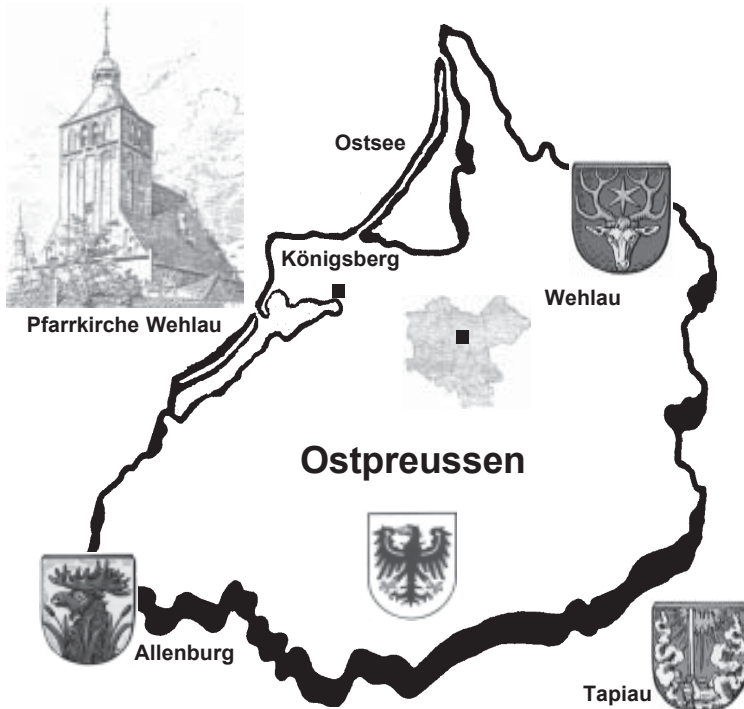 Ostsee
Königsberg
Wehlau
Pfarrkirche Wehlau
Ostpreussen
Allenburg
Tapiau